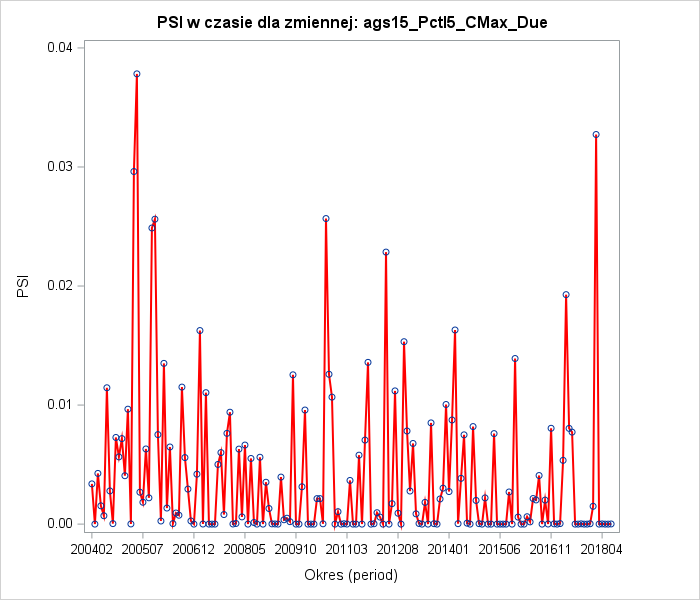 PSI w czasie dla zmiennej: ags15_Pctl5_CMax_Due
0.04
0.03
0.02
0.01
0.00
PSI
200402 200507 200612 200805 200910 201103 201208 201401 201506 201611 201804
Okres (period)